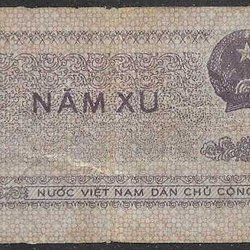 NĂM XU
NƯỚC VIỆT NAM DÂN CHỦ CỘNG